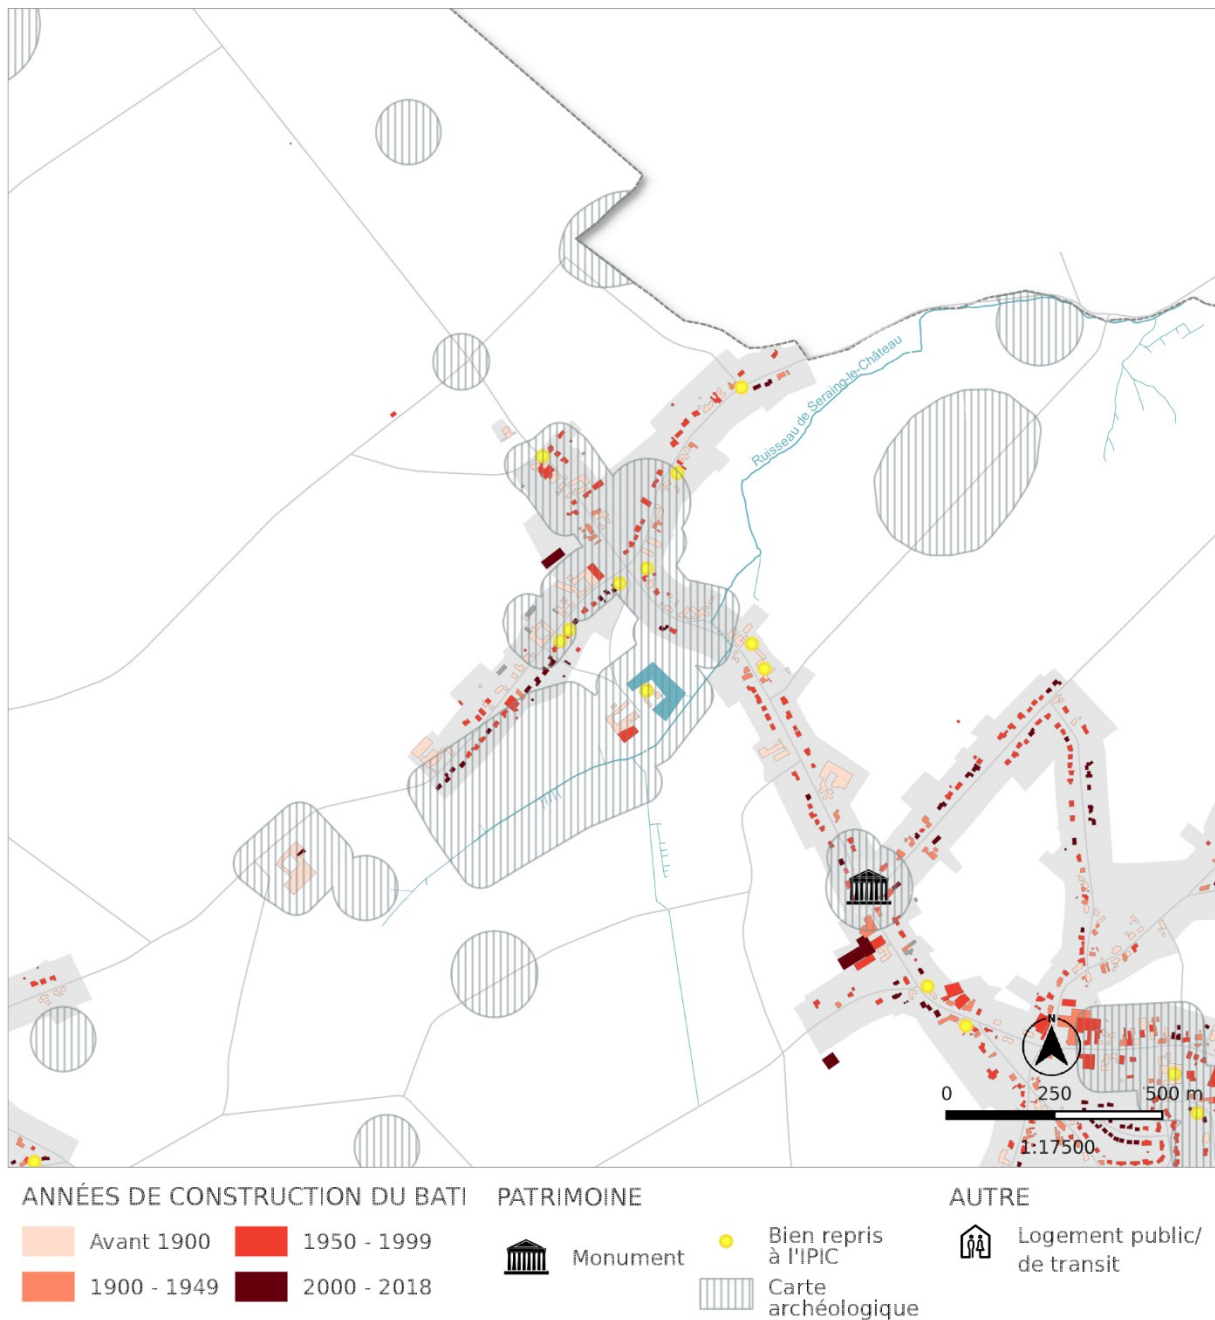 Ruisseau de Seraing-le-Château
N
0 250 500 m
1:17500
ANNÉES DE CONSTRUCTION DU BATI
Avant 1900
1950 - 1999
1900 - 1949
2000 - 2018
PATRIMOINE
Monument
Bien repris
à l'IPIC
Carte
archéologique
AUTRE
Logement public/
de transit